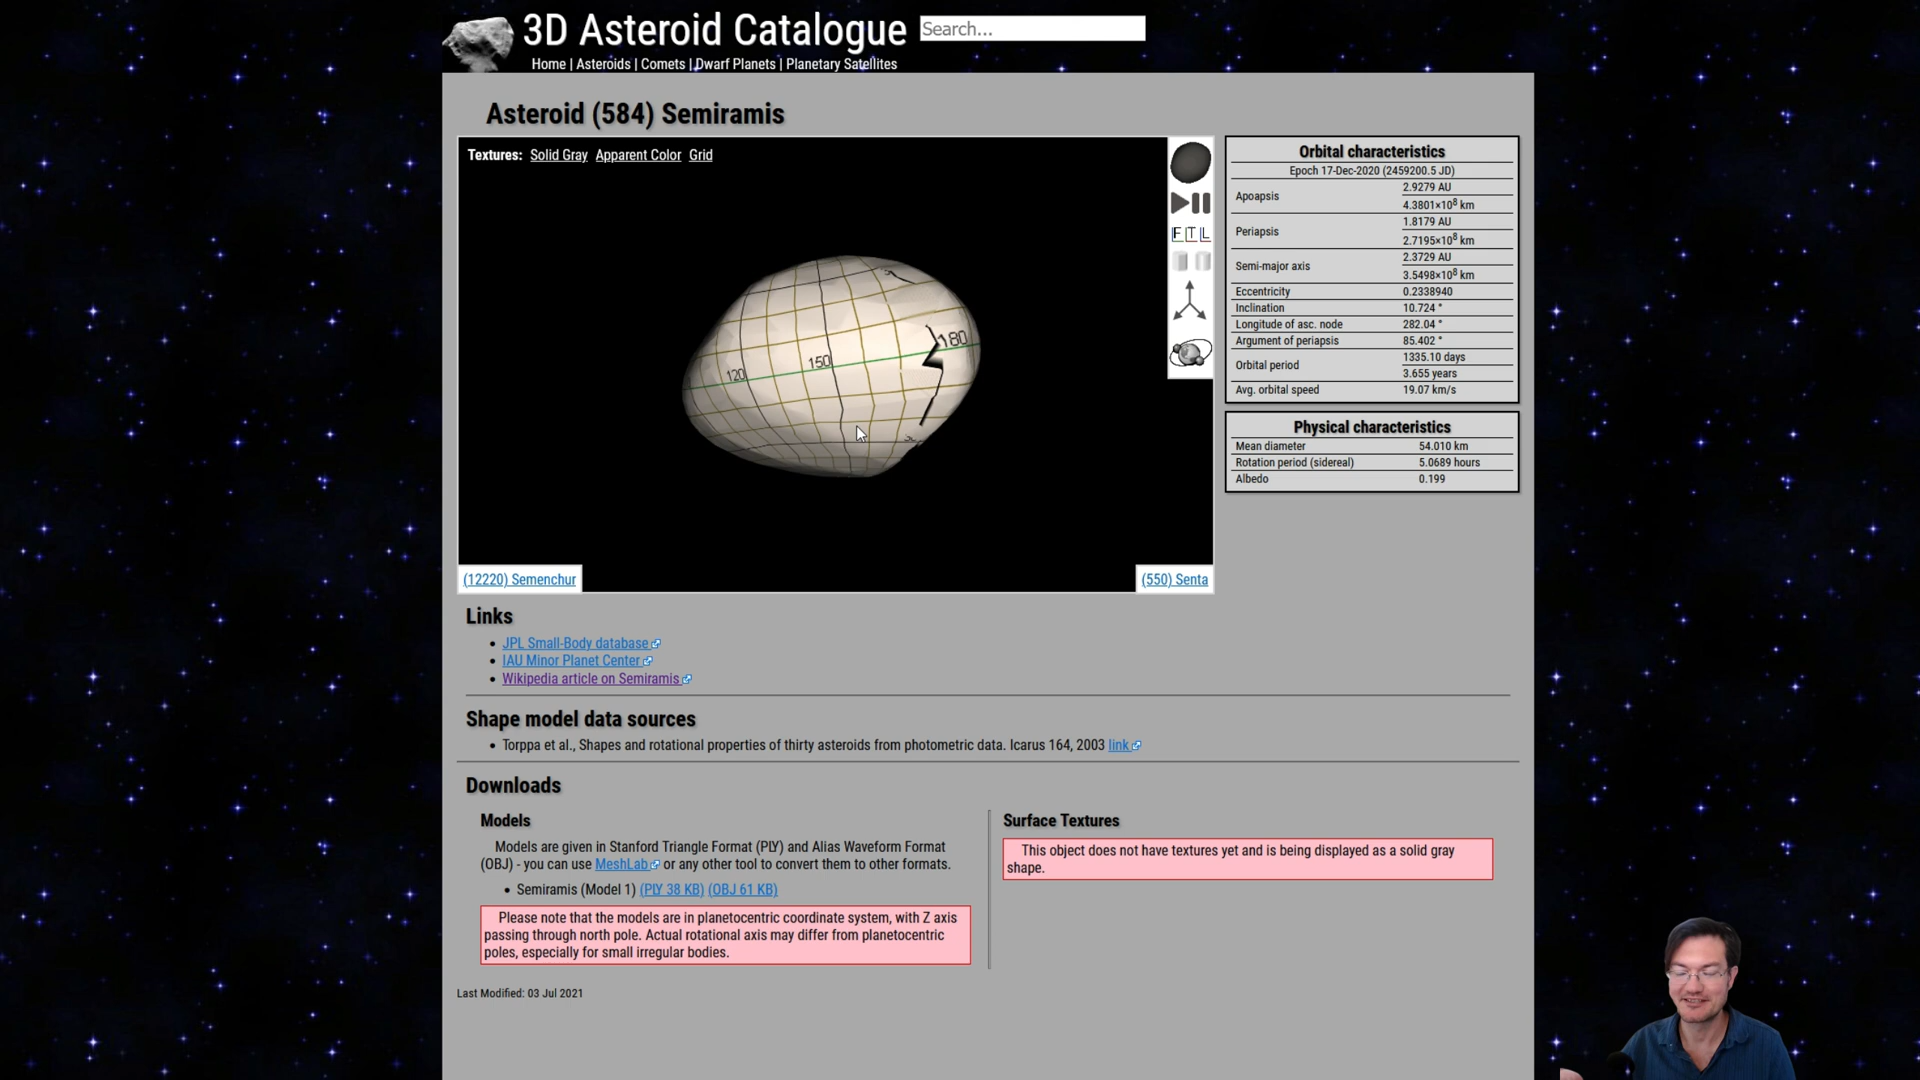 3D Asteroid Catalogue
Search...
Home | Asteroids | Comets | Dwarf Planets | Planetary Satellites
Asteroid (584) Semiramis
Textures: Solid Gray Apparent Color Grid
F T L
180
150
120
(12220) Semenchur
(550) Senta
Orbital characteristics
Epoch 17-Dec-2020 (2459200.5 JD)
Apoapsis 2.9279 AU
4.3801×10⁸ km
Periapsis 1.8179 AU
2.7195×10⁸ km
Semi-major axis 2.3729 AU
3.5498×10⁸ km
Eccentricity 0.2338940
Inclination 10.724 °
Longitude of asc. node 282.04 °
Argument of periapsis 85.402 °
Orbital period 1335.10 days
3.655 years
Avg. orbital speed 19.07 km/s
Physical characteristics
Mean diameter 54.010 km
Rotation period (sidereal) 5.0689 hours
Albedo 0.199
Links
• JPL Small-Body database
• IAU Minor Planet Center
• Wikipedia article on Semiramis
Shape model data sources
• Torppa et al., Shapes and rotational properties of thirty asteroids from photometric data. Icarus 164, 2003 link
Downloads
Models
Models are given in Stanford Triangle Format (PLY) and Alias Waveform Format
(OBJ) - you can use MeshLab or any other tool to convert them to other formats.
• Semiramis (Model 1) (PLY 38 KB) (OBJ 61 KB)
Please note that the models are in planetocentric coordinate system, with Z axis
passing through north pole. Actual rotational axis may differ from planetocentric
poles, especially for small irregular bodies.
Surface Textures
This object does not have textures yet and is being displayed as a solid gray
shape.
Last Modified: 03 Jul 2021